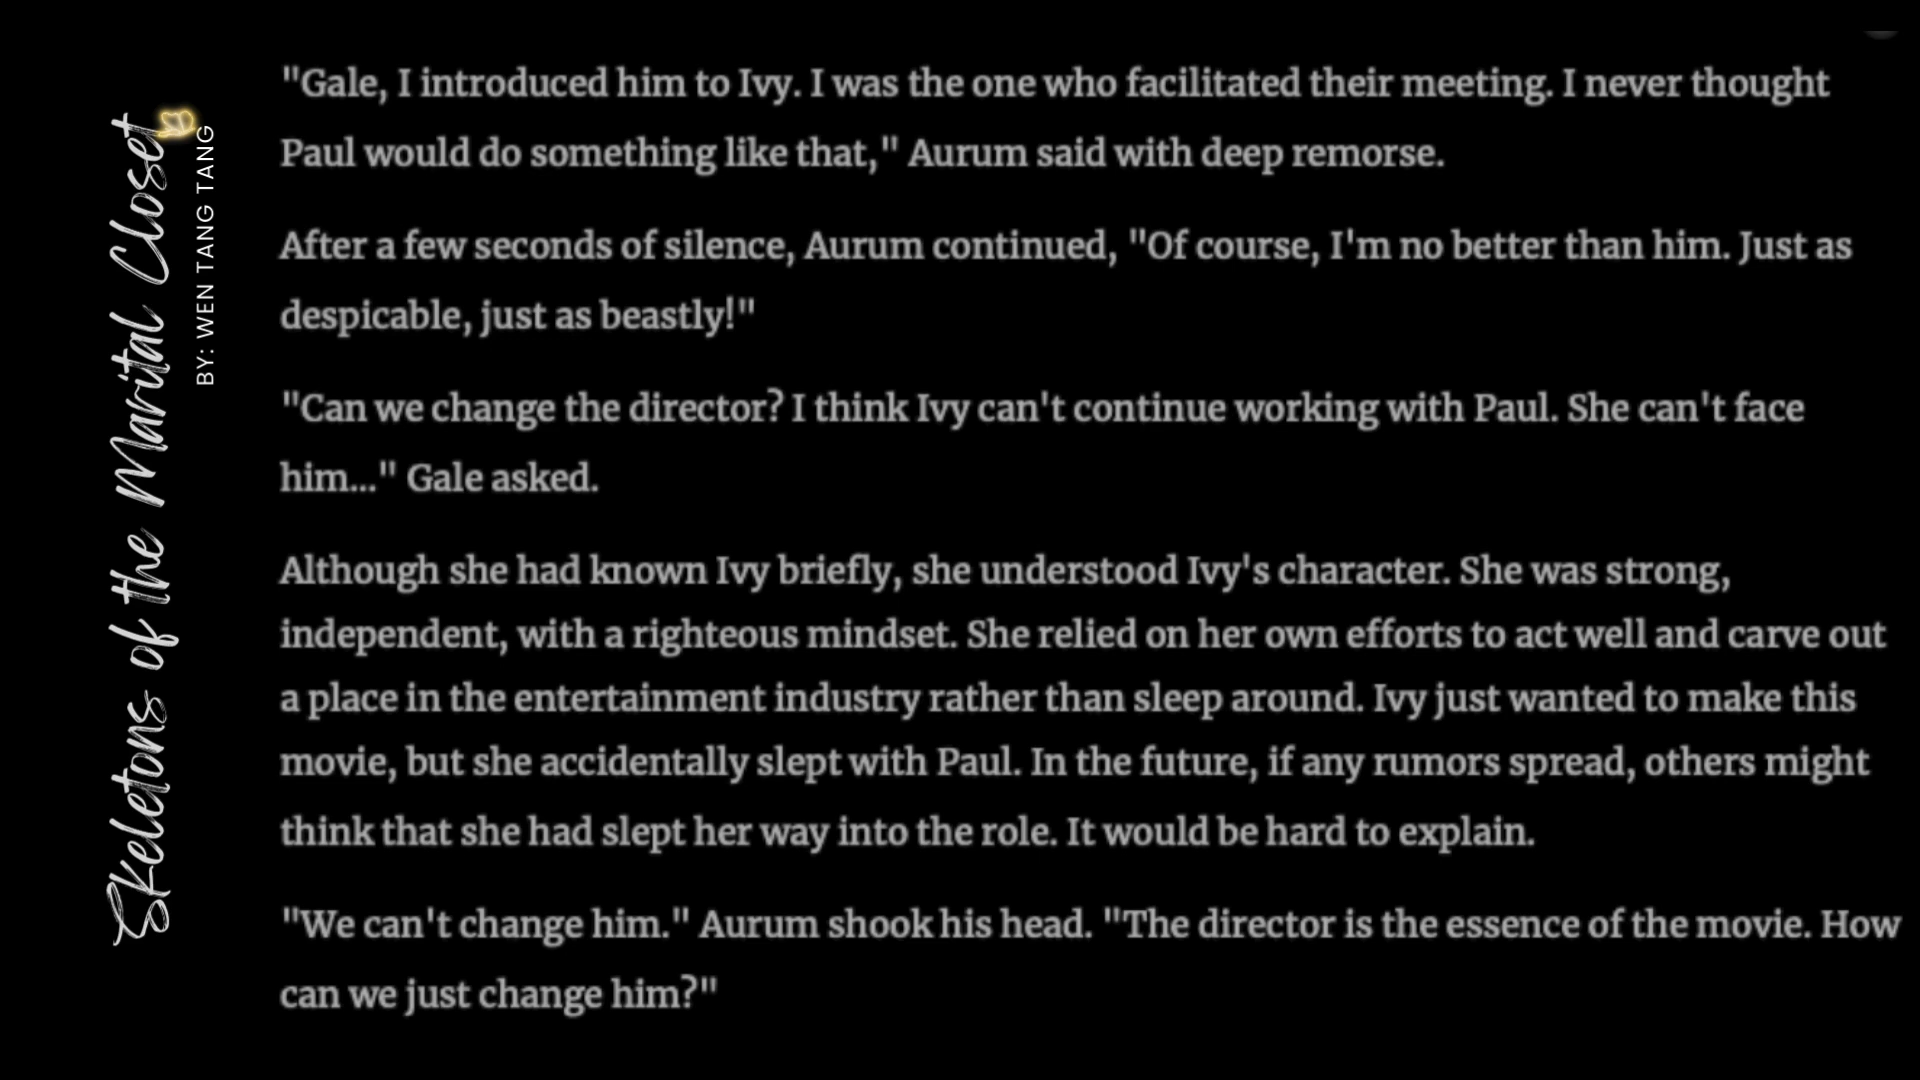 Skeletons of the Marital Closet
BY: WEN TANG TANG
"Gale, I introduced him to Ivy. I was the one who facilitated their meeting. I never thought
Paul would do something like that," Aurum said with deep remorse.
After a few seconds of silence, Aurum continued, "Of course, I'm no better than him. Just as
despicable, just as beastly!"
"Can we change the director? I think Ivy can't continue working with Paul. She can't face
him..." Gale asked.
Although she had known Ivy briefly, she understood Ivy's character. She was strong,
independent, with a righteous mindset. She relied on her own efforts to act well and carve out
a place in the entertainment industry rather than sleep around. Ivy just wanted to make this
movie, but she accidentally slept with Paul. In the future, if any rumors spread, others might
think that she had slept her way into the role. It would be hard to explain.
"We can't change him." Aurum shook his head. "The director is the essence of the movie. How
can we just change him?"